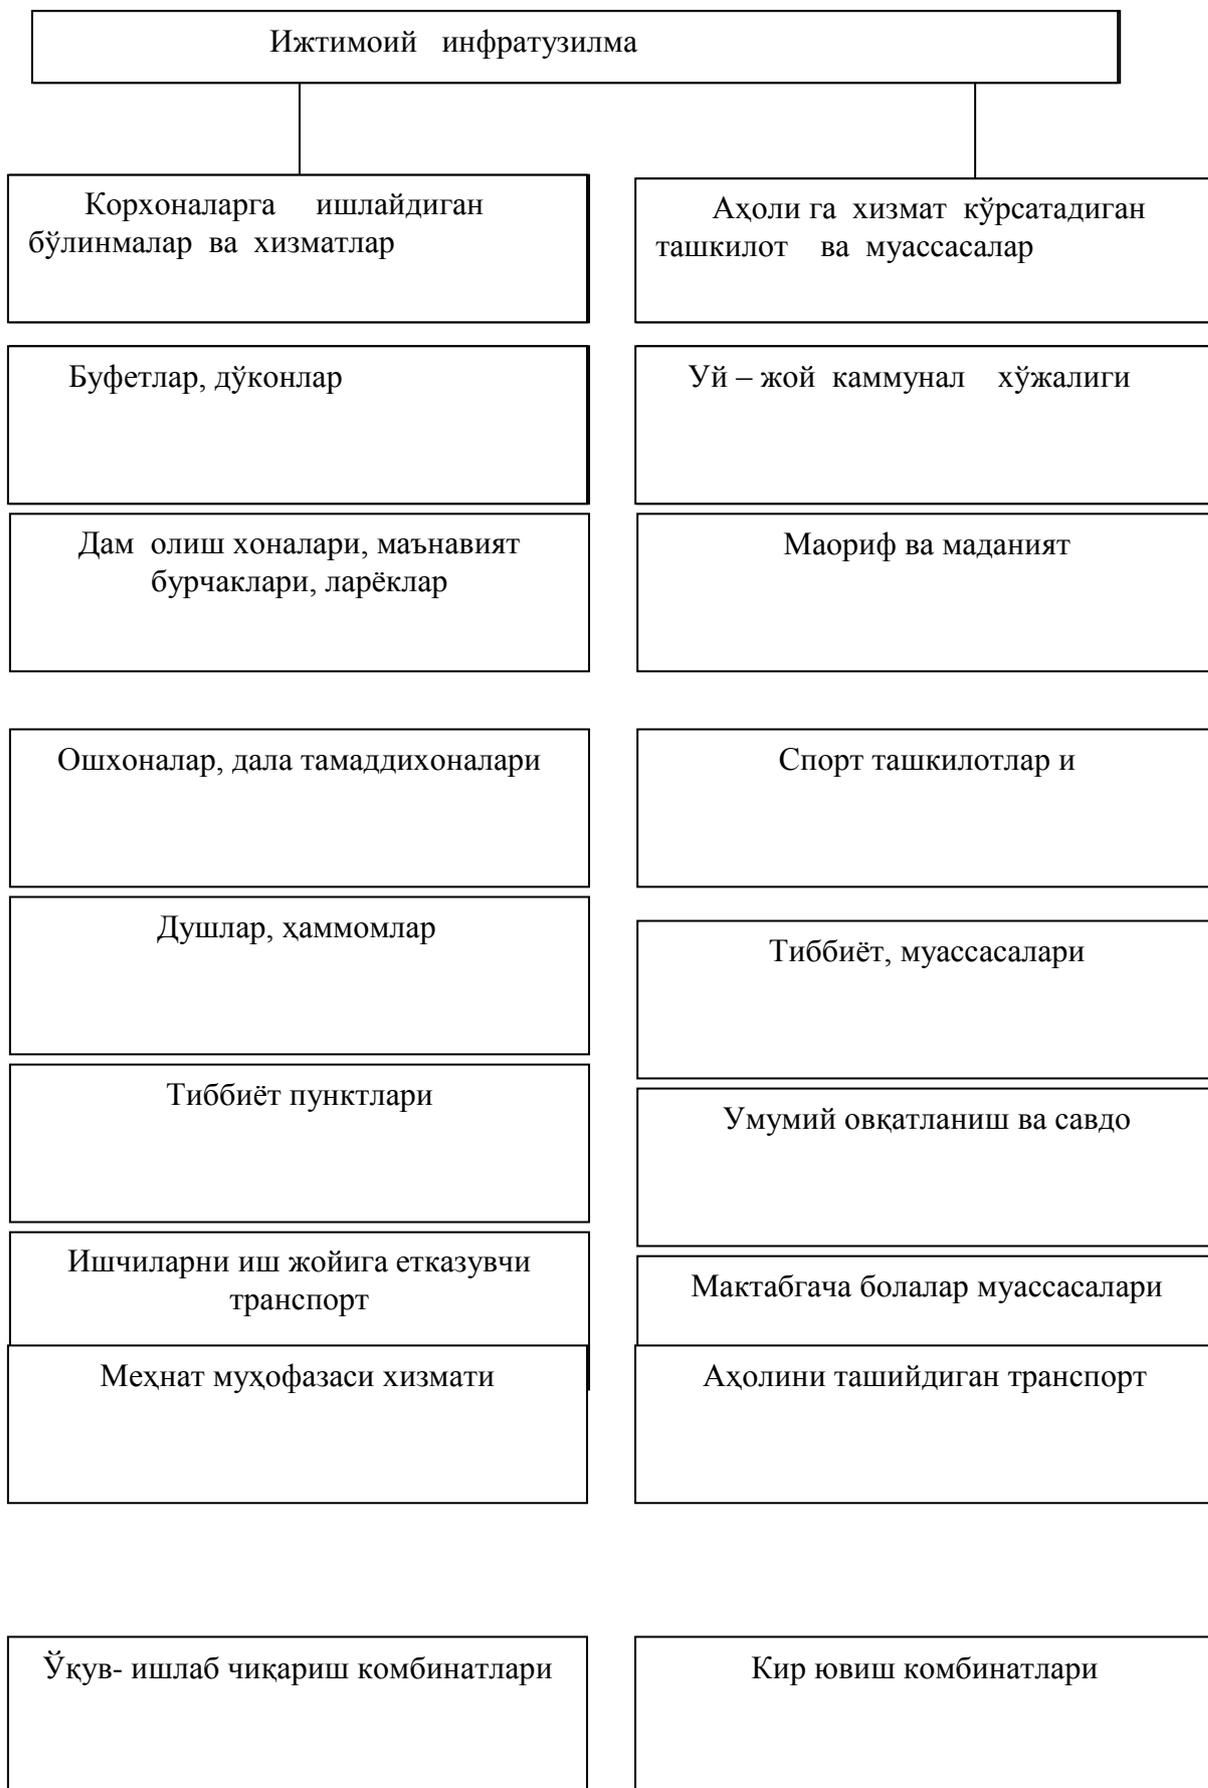 Ижтимоий инфратузилма
Корхоналарга ишлайдиган
бўлинмалар ва хизматлар
Аҳоли га хизмат кўрсатадиган
ташкилот ва муассасалар
Буфетлар, дўконлар
Уй – жой каммунал хўжалиги
Дам олиш хоналари, маънавият
бурчаклари, ларёклар
Маориф ва маданият
Ошхоналар, дала тамаддихоналари
Спорт ташкилотлар и
Душлар, ҳаммомлар
Тиббиёт, муассасалари
Тиббиёт пунктлари
Умумий овқатланиш ва савдо
Ишчиларни иш жойига етказувчи
транспорт
Мактабгача болалар муассасалари
Меҳнат муҳофазаси хизмати
Аҳолини ташийдиган транспорт
Ўқув- ишлаб чиқариш комбинатлари
Кир ювиш комбинатлари